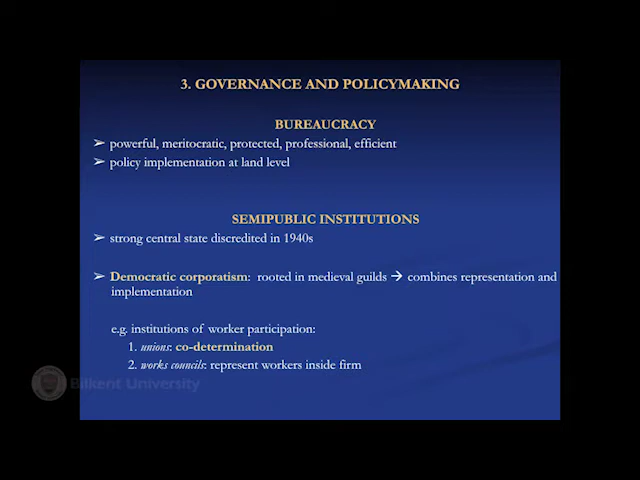 3. GOVERNANCE AND POLICYMAKING
BUREAUCRACY
➢ powerful, meritocratic, protected, professional, efficient
➢ policy implementation at land level
SEMIPUBLIC INSTITUTIONS
➢ strong central state discredited in 1940s
➢ Democratic corporatism: rooted in medieval guilds → combines representation and
implementation
e.g. institutions of worker participation:
1. unions: co-determination
2. works councils: represent workers inside firm
Bilkent University